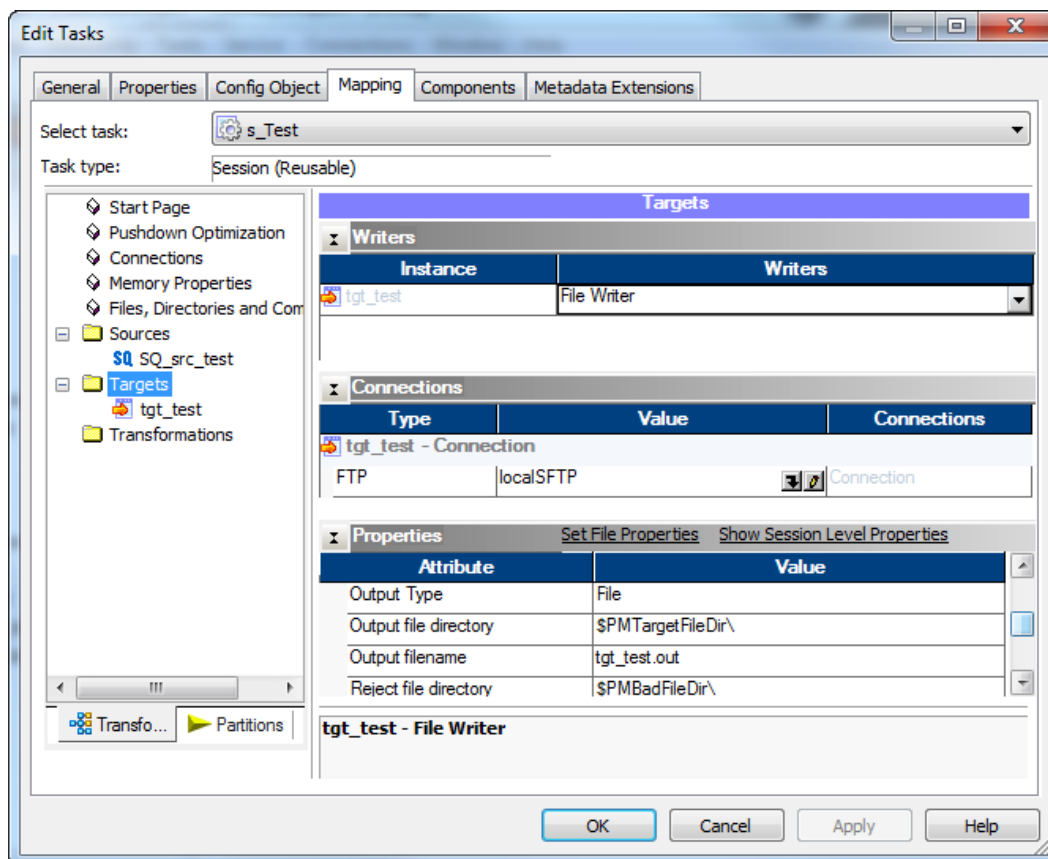 Edit Tasks
General Properties Config Object Mapping Components Metadata Extensions
Select task: s_Test
Task type: Session (Reusable)
Start Page
Pushdown Optimization
Connections
Memory Properties
Files, Directories and Com
Sources
SQ SQ_src_test
Targets
tgt_test
Transformations
Transfo... Partitions
Targets
Writers
Instance Writers
tgt_test File Writer
Connections
Type Value Connections
tgt_test - Connection
FTP localSFTP Connection
Properties Set File Properties Show Session Level Properties
Attribute Value
Output Type File
Output file directory $PMTargetFileDir\
Output filename tgt_test.out
Reject file directory $PMBadFileDir\
tgt_test - File Writer
OK Cancel Apply Help